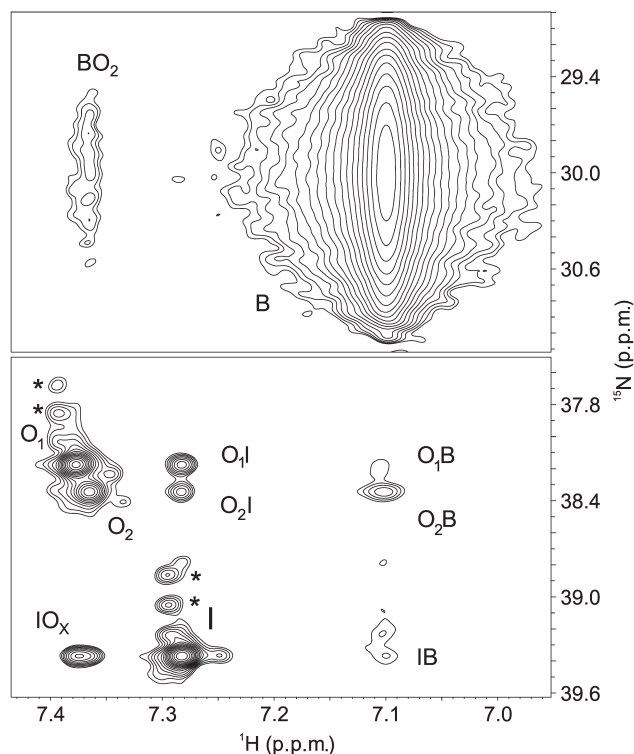 BO₂
29.4
30.0
30.6
B
¹⁵N (p.p.m.)
*
37.8
*
O₁
O₁I
O₁B
38.4
O₂I
O₂
O₂B
*
39.0
*
I
IOₓ
IB
39.6
7.4 7.3 7.2 7.1 7.0
¹H (p.p.m.)